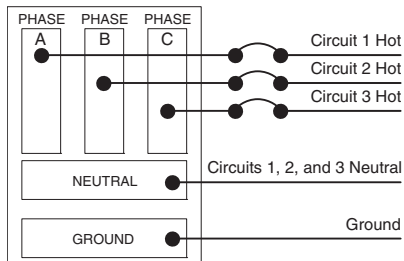 PHASE PHASE PHASE
A B C
Circuit 1 Hot
Circuit 2 Hot
Circuit 3 Hot
NEUTRAL
Circuits 1, 2, and 3 Neutral
GROUND
Ground